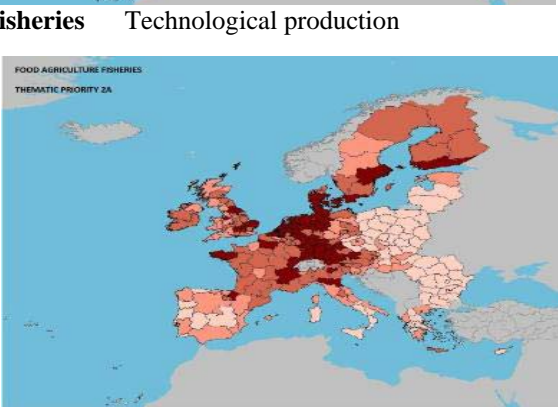 isheries Technological production
FOOD AGRICULTURE FISHERIES
THEMATIC PRIORITY 2A